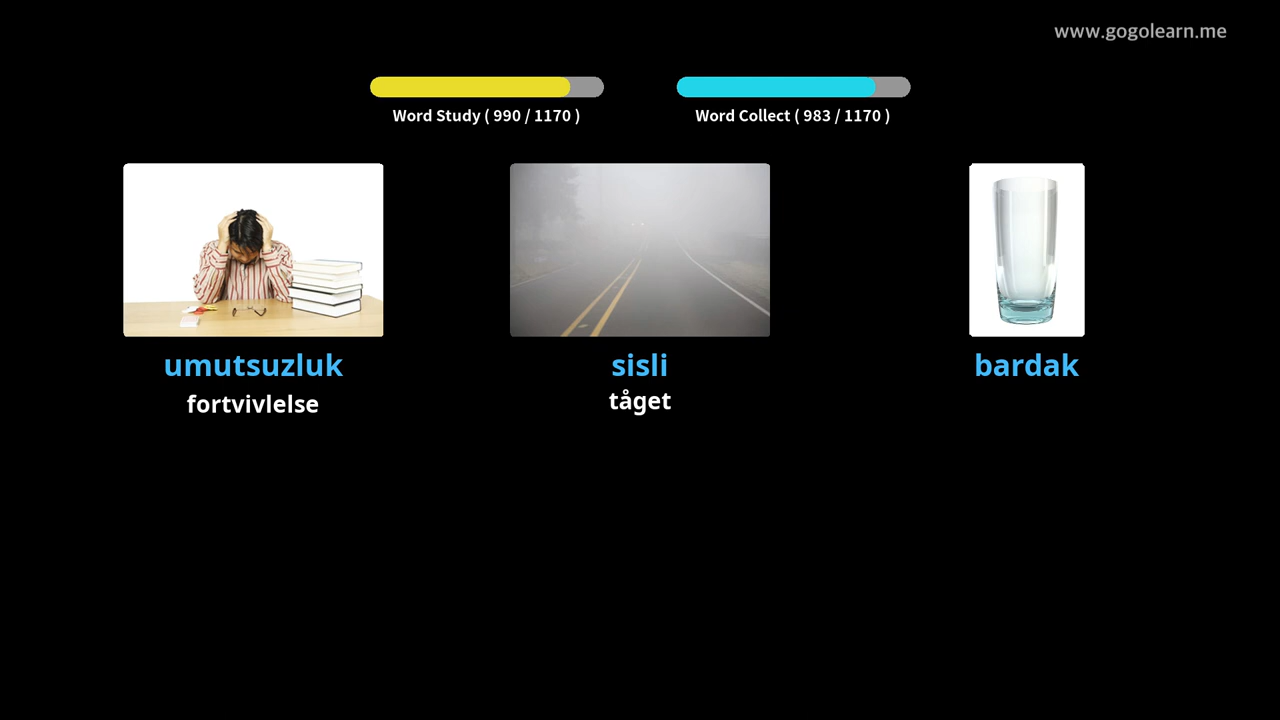 www.gogolearn.me
Word Study ( 990 / 1170 )
Word Collect ( 983 / 1170 )
umutsuzluk
fortvivlelse
sisli
tåget
bardak